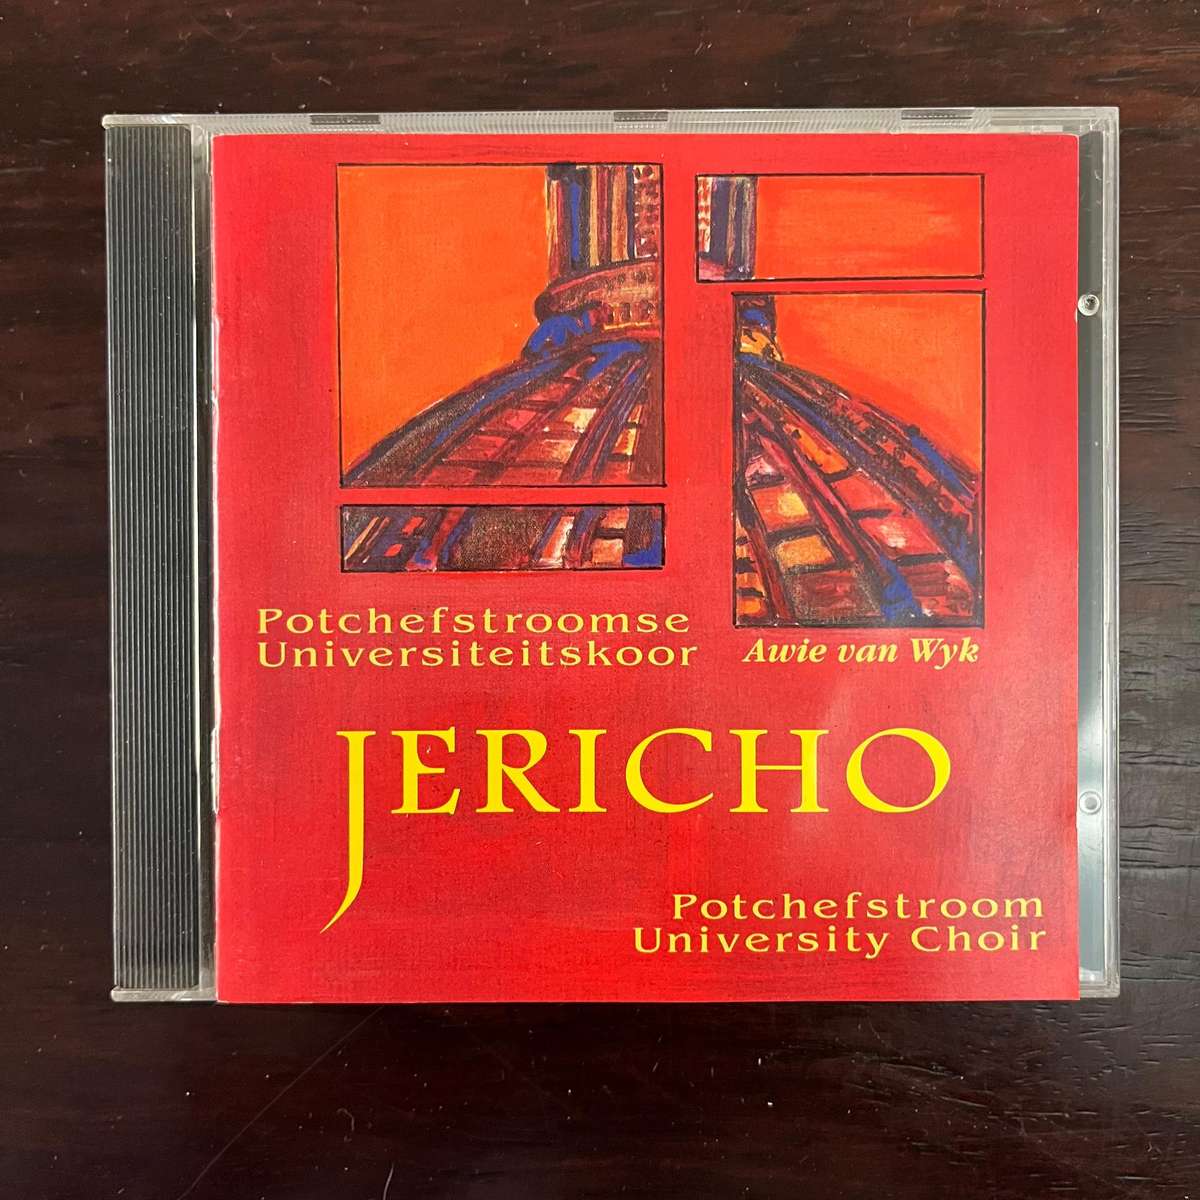 Potchefstroomse
Universiteitskoor
Awie van Wyk
JERICHO
Potchefstroom
University Choir